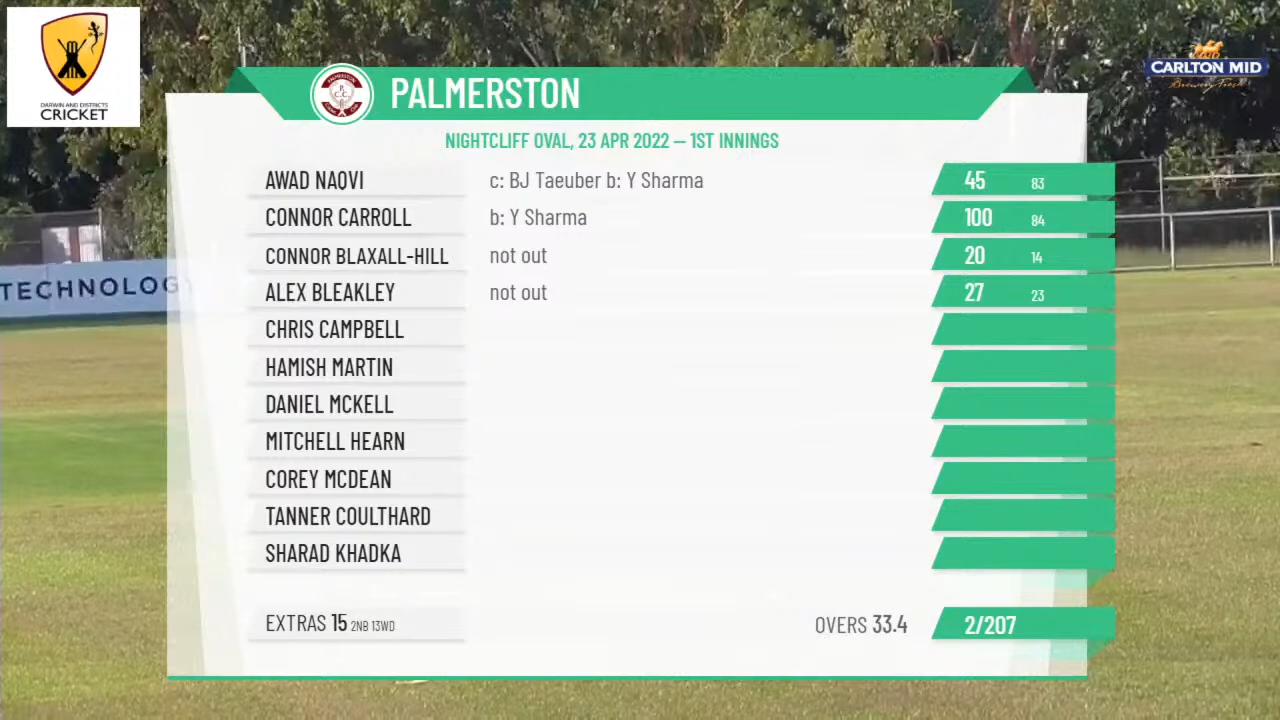 DARWIN AND DISTRICTS
CRICKET
PALMERSTON
CARLTON MID
Brewery Fresh
NIGHTCLIFF OVAL, 23 APR 2022 – 1ST INNINGS
AWAD NAQVI c: BJ Taeuber b: Y Sharma 45 83
CONNOR CARROLL b: Y Sharma 100 84
CONNOR BLAXALL-HILL not out 20 14
ALEX BLEAKLEY not out 27 23
CHRIS CAMPBELL
HAMISH MARTIN
DANIEL MCKELL
MITCHELL HEARN
COREY MCDEAN
TANNER COULTHARD
SHARAD KHADKA
EXTRAS 15 2NB 13WD OVERS 33.4 2/207
TECHNOLOG